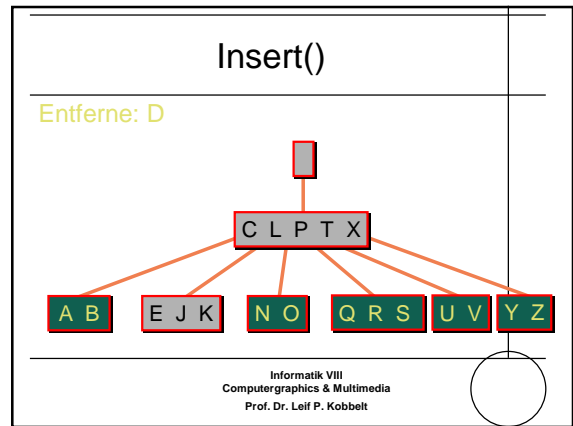 Insert()
Entferne: D
C L P T X
A B E J K N O Q R S U V Y Z
Informatik VIII
Computergraphics & Multimedia
Prof. Dr. Leif P. Kobbelt